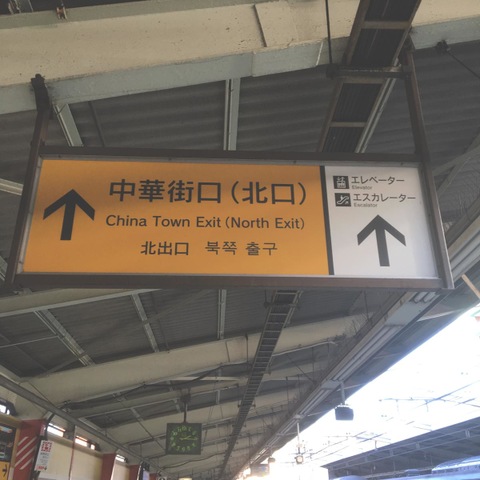 中華街口(北口)
China Town Exit (North Exit)
北出口 북쪽 출구
エレベーター
Elevator
エスカレーター
Escalator